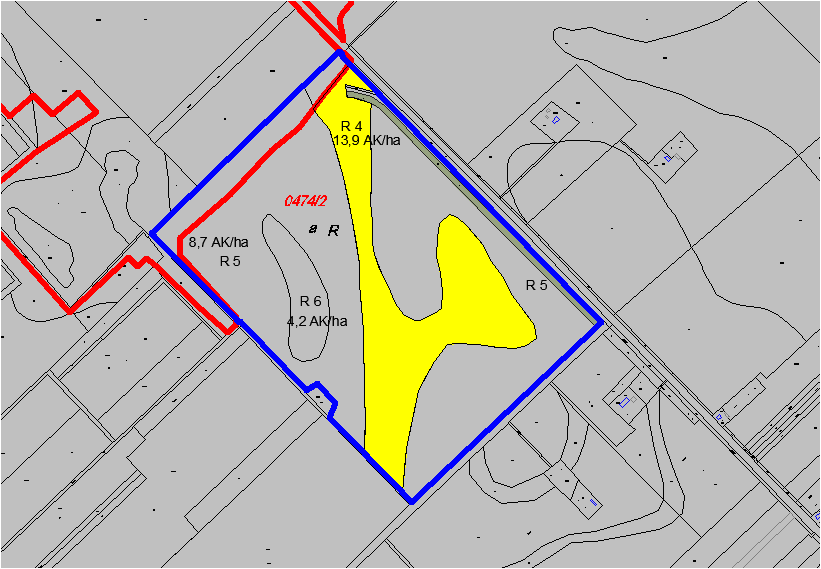 R 4
13,9 AK/ha
0474/2
a R
8,7 AK/ha
R 5
R 5
R 6
4,2 AK/ha